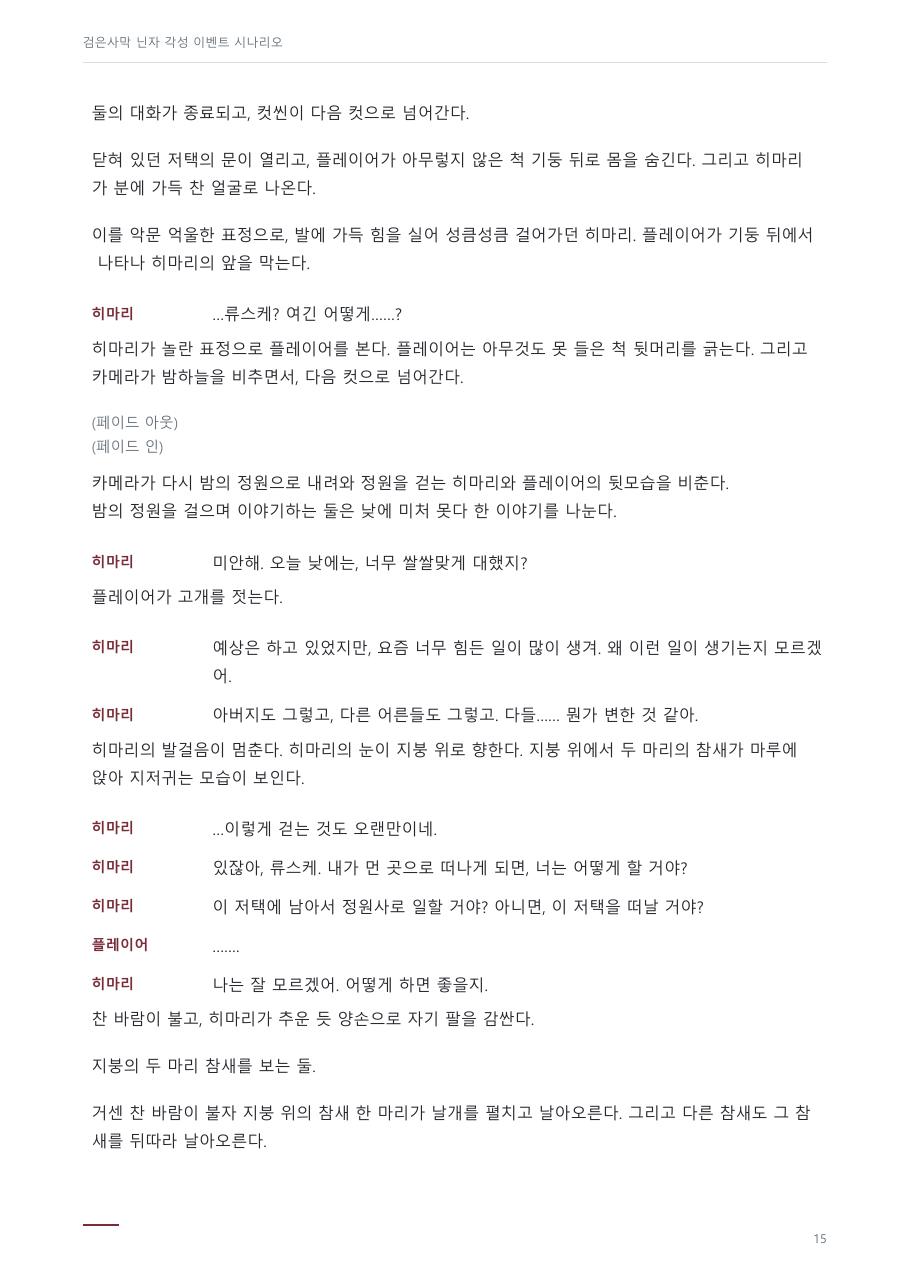 검은사막 닌자 각성 이벤트 시나리오
둘의 대화가 종료되고, 컷씬이 다음 컷으로 넘어간다.
닫혀 있던 저택의 문이 열리고, 플레이어가 아무렇지 않은 척 기둥 뒤로 몸을 숨긴다. 그리고 히마리
가 분에 가득 찬 얼굴로 나온다.
이를 악문 억울한 표정으로, 발에 가득 힘을 실어 성큼성큼 걸어가던 히마리. 플레이어가 기둥 뒤에서
나타나 히마리의 앞을 막는다.
히마리 ...류스케? 여긴 어떻게......?
히마리가 놀란 표정으로 플레이어를 본다. 플레이어는 아무것도 못 들은 척 뒷머리를 긁는다. 그리고
카메라가 밤하늘을 비추면서, 다음 컷으로 넘어간다.
(페이드 아웃)
(페이드 인)
카메라가 다시 밤의 정원으로 내려와 정원을 걷는 히마리와 플레이어의 뒷모습을 비춘다.
밤의 정원을 걸으며 이야기하는 둘은 낮에 미처 못다 한 이야기를 나눈다.
히마리 미안해. 오늘 낮에는, 너무 쌀쌀맞게 대했지?
플레이어가 고개를 젓는다.
히마리 예상은 하고 있었지만, 요즘 너무 힘든 일이 많이 생겨. 왜 이런 일이 생기는지 모르겠
어.
히마리 아버지도 그렇고, 다른 어른들도 그렇고. 다들...... 뭔가 변한 것 같아.
히마리의 발걸음이 멈춘다. 히마리의 눈이 지붕 위로 향한다. 지붕 위에서 두 마리의 참새가 마루에
앉아 지저귀는 모습이 보인다.
히마리 ...이렇게 걷는 것도 오랜만이네.
히마리 있잖아, 류스케. 내가 먼 곳으로 떠나게 되면, 너는 어떻게 할 거야?
히마리 이 저택에 남아서 정원사로 일할 거야? 아니면, 이 저택을 떠날 거야?
플레이어 .......
히마리 나는 잘 모르겠어. 어떻게 하면 좋을지.
찬 바람이 불고, 히마리가 추운 듯 양손으로 자기 팔을 감싼다.
지붕의 두 마리 참새를 보는 둘.
거센 찬 바람이 불자 지붕 위의 참새 한 마리가 날개를 펼치고 날아오른다. 그리고 다른 참새도 그 참
새를 뒤따라 날아오른다.
15